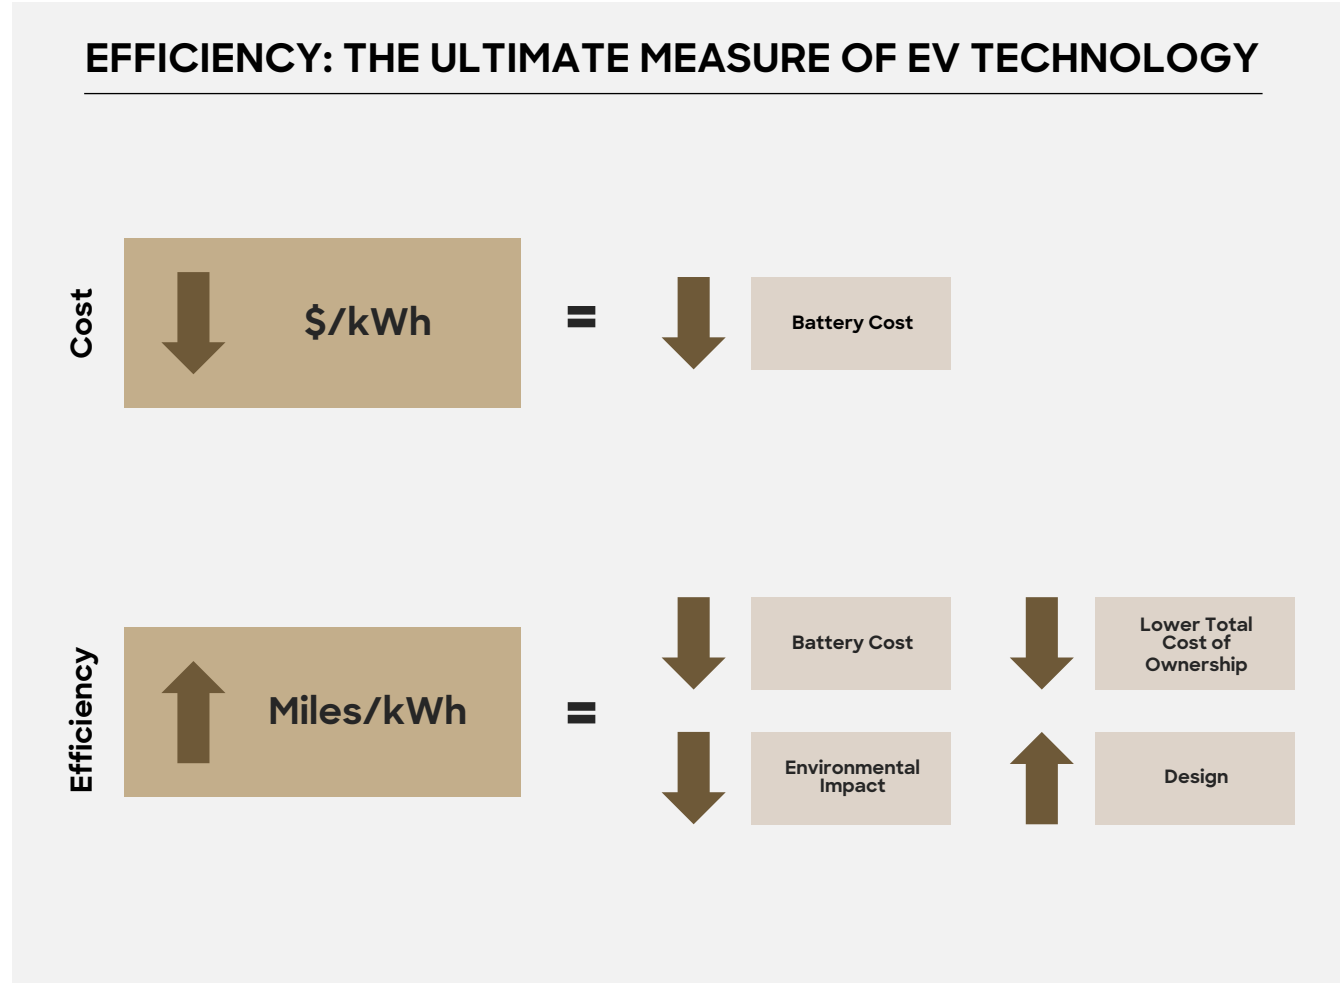 EFFICIENCY: THE ULTIMATE MEASURE OF EV TECHNOLOGY
Cost
$/kWh
=
Battery Cost
Efficiency
Miles/kWh
=
Battery Cost
Lower Total
Cost of
Ownership
Environmental
Impact
Design